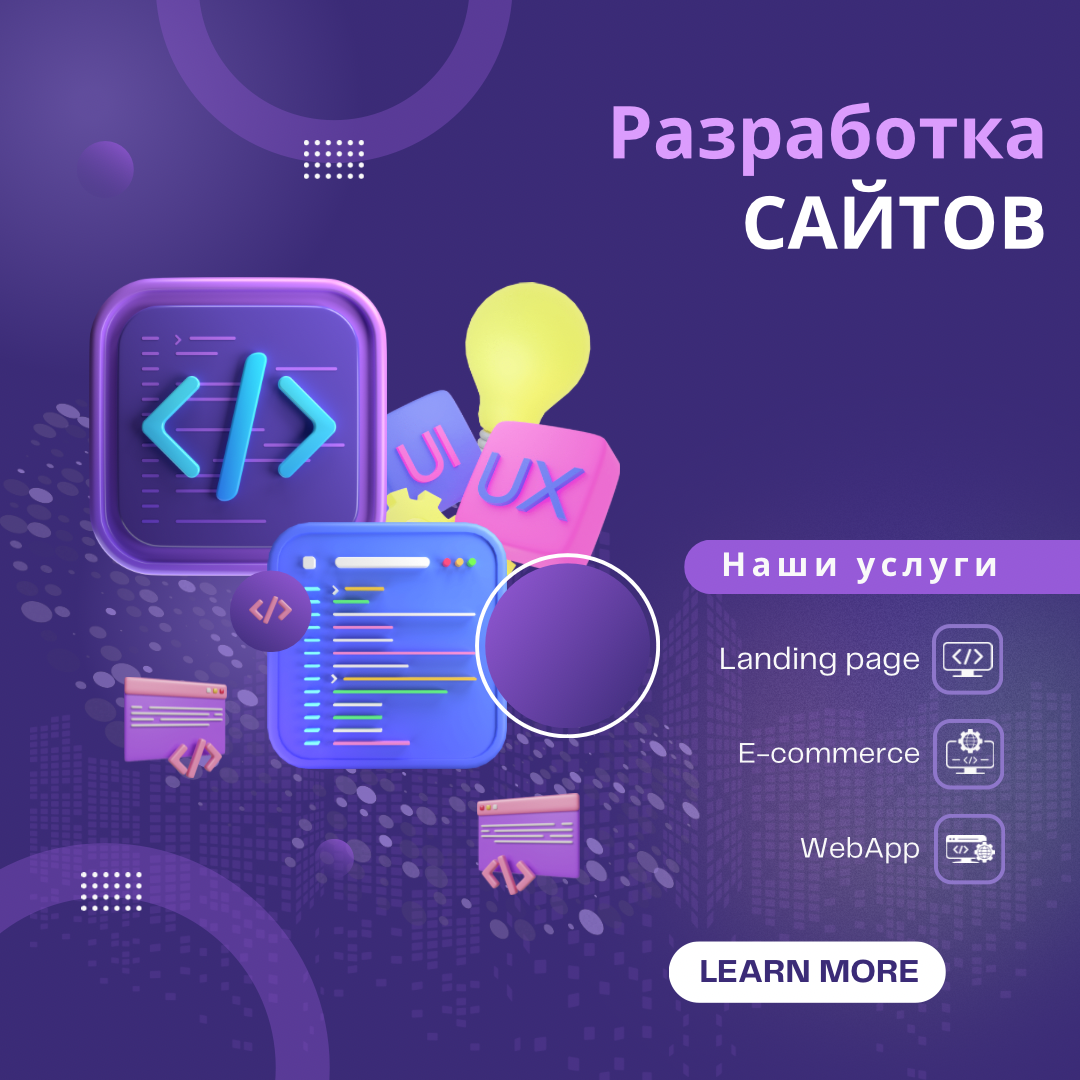 Разработка
САЙТОВ
</>
UI
UX
</>
Наши услуги
Landing page
</>
E-commerce
</>
WebApp
</>
</>
</>
LEARN MORE